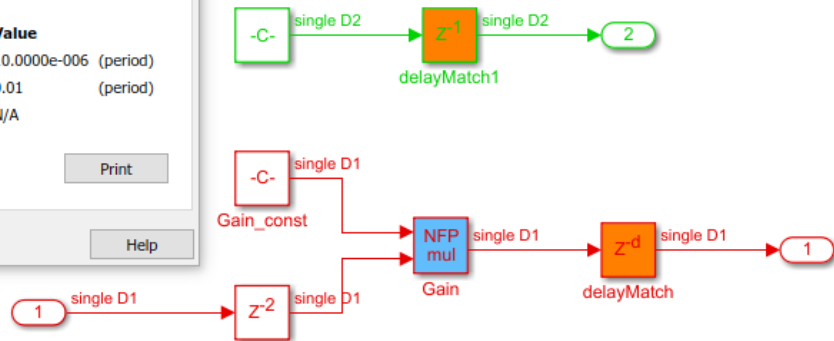 Value
0.0000e-006 (period)
0.01 (period)
N/A
Print
Help
-C-
single D2
Z-1
single D2
2
delayMatch1
-C-
single D1
Gain_const
NFP
mul
single D1
Gain
Z-d
single D1
delayMatch
1
1
single D1
Z-2
single D1